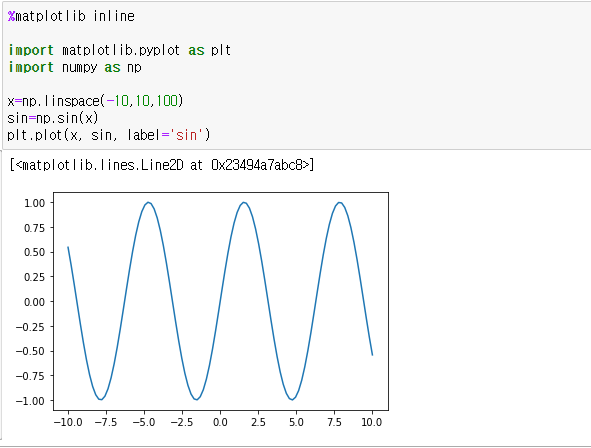 %matplotlib inline
import matplotlib.pyplot as plt
import numpy as np
x=np.linspace(-10,10,100)
sin=np.sin(x)
plt.plot(x, sin, label='sin')
[<matplotlib.lines.Line2D at 0x23494a7abc8>]
1.00
0.75
0.50
0.25
0.00
−0.25
−0.50
−0.75
−1.00
−10.0 −7.5 −5.0 −2.5 0.0 2.5 5.0 7.5 10.0